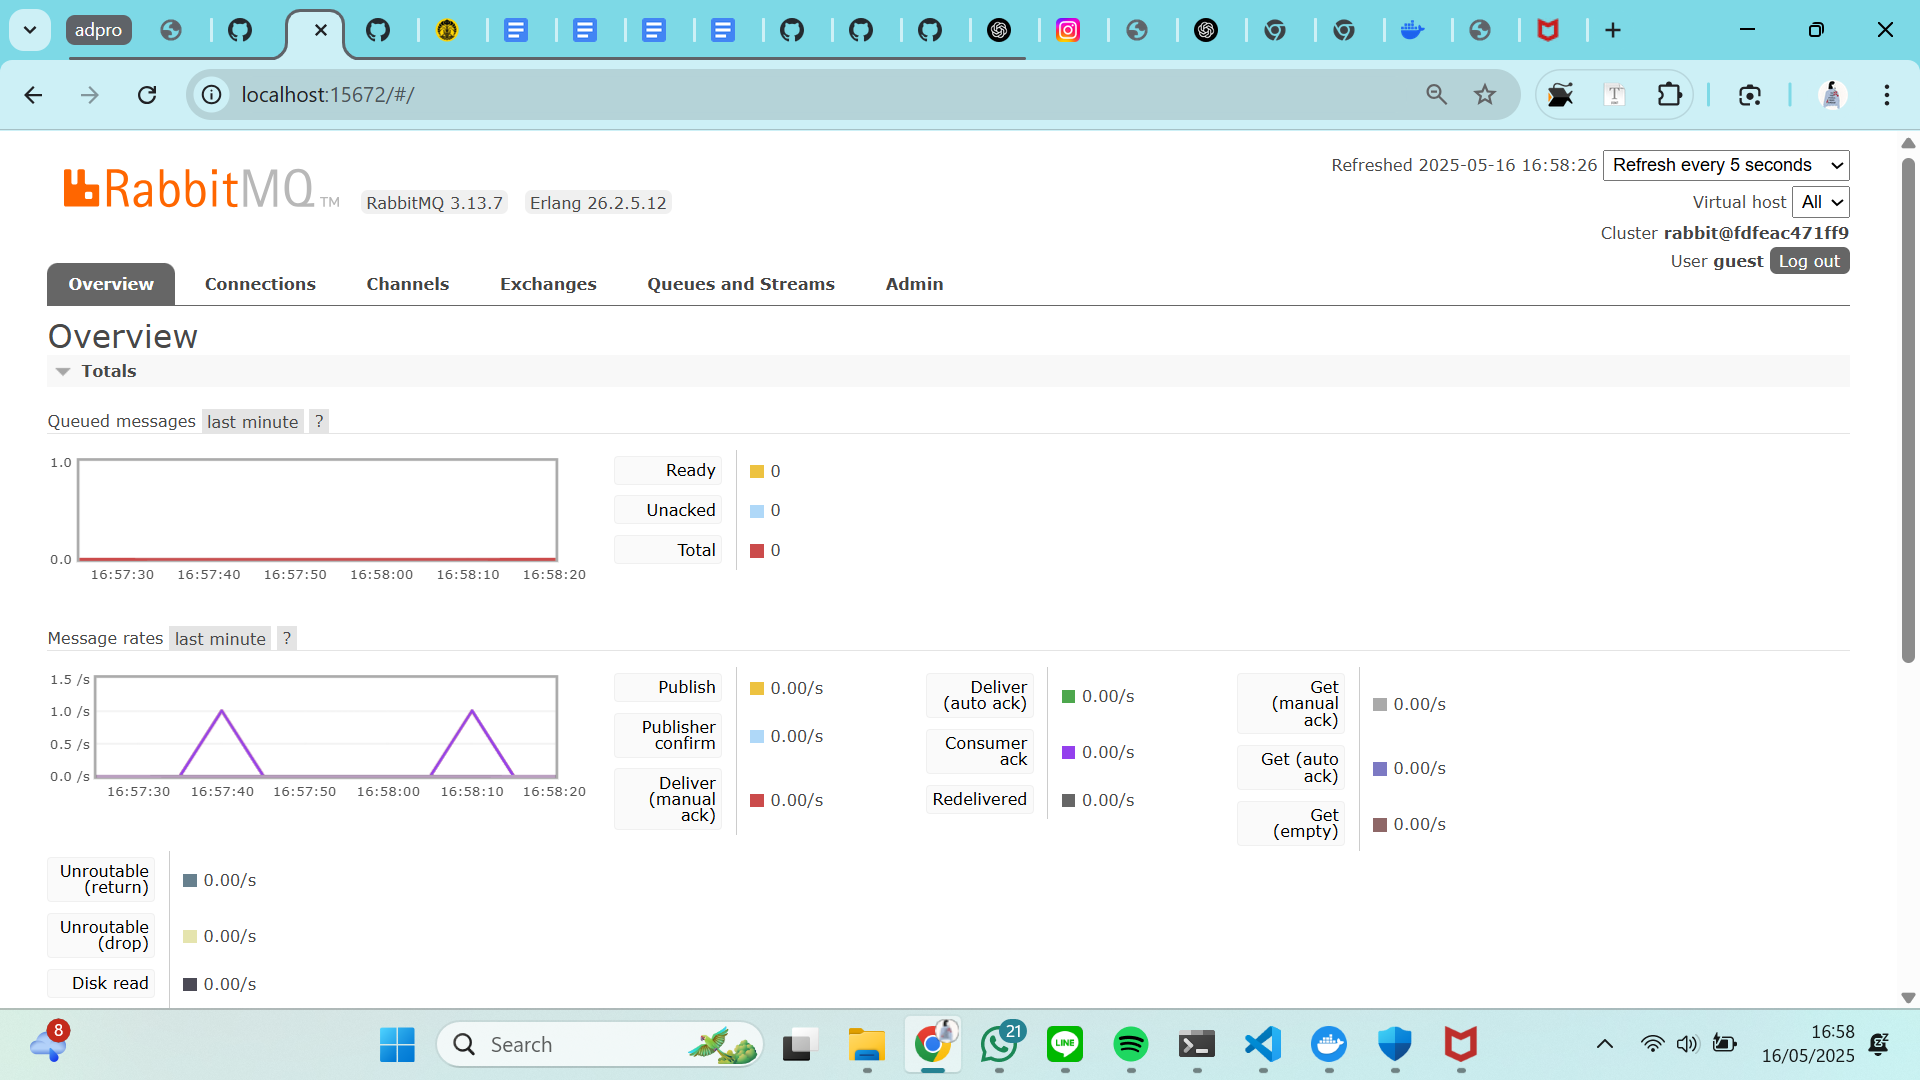 adpro
localhost:15672/#/
RabbitMQ TM
RabbitMQ 3.13.7
Erlang 26.2.5.12
Refreshed 2025-05-16 16:58:26
Refresh every 5 seconds
Virtual host All
Cluster rabbit@fdfeac471ff9
User guest Log out
Overview
Connections
Channels
Exchanges
Queues and Streams
Admin
Overview
Totals
Queued messages last minute ?
1.0
0.0
16:57:30 16:57:40 16:57:50 16:58:00 16:58:10 16:58:20
Ready 0
Unacked 0
Total 0
Message rates last minute ?
1.5 /s
1.0 /s
0.5 /s
0.0 /s
16:57:30 16:57:40 16:57:50 16:58:00 16:58:10 16:58:20
Publish 0.00/s
Publisher
confirm 0.00/s
Deliver
(manual
ack) 0.00/s
Deliver
(auto ack) 0.00/s
Consumer
ack 0.00/s
Redelivered 0.00/s
Get
(manual
ack) 0.00/s
Get (auto
ack) 0.00/s
Get
(empty) 0.00/s
Unroutable
(return) 0.00/s
Unroutable
(drop) 0.00/s
Disk read 0.00/s
8
Search
21
LINE
16:58
16/05/2025